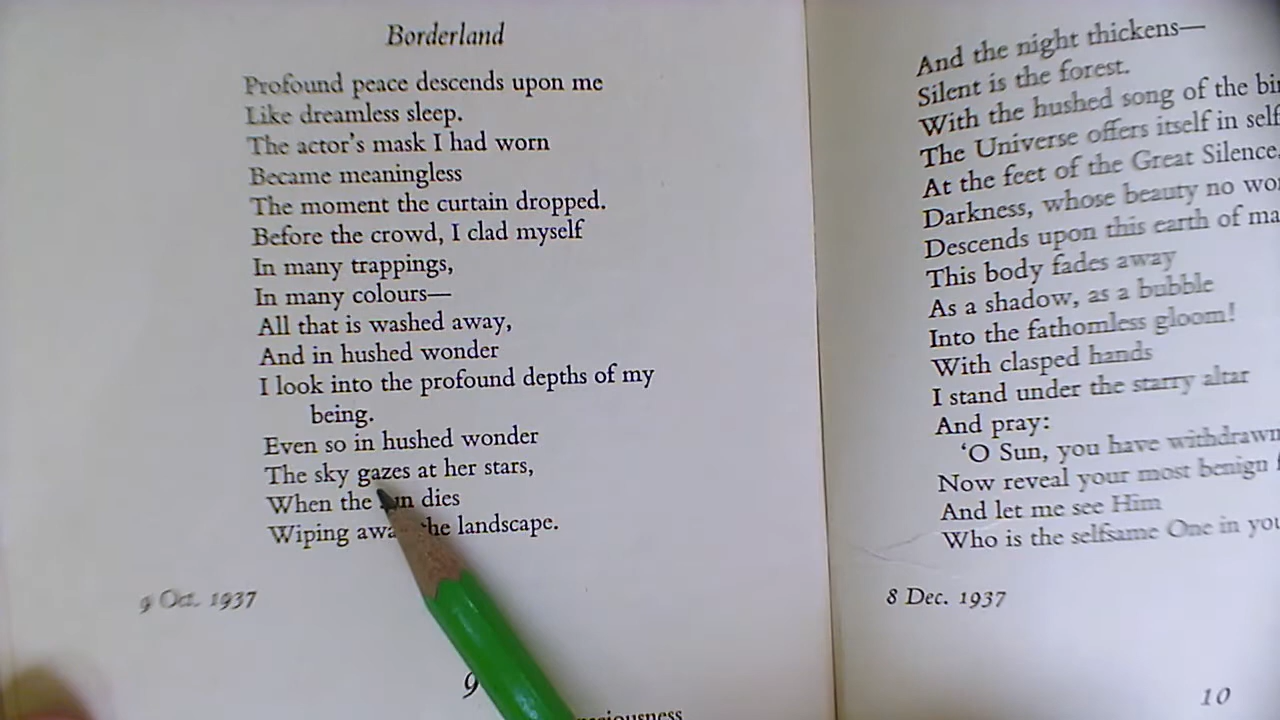 Borderland
Profound peace descends upon me
Like dreamless sleep.
The actor's mask I had worn
Became meaningless
The moment the curtain dropped.
Before the crowd, I clad myself
In many trappings,
In many colours—
All that is washed away,
And in hushed wonder
I look into the profound depths of my
being.
Even so in hushed wonder
The sky gazes at her stars,
When the dies
Wiping the landscape.
9 Oct. 1937
9
And the night thickens—
Silent is the forest.
With the hushed song of the
The Universe offers itself in
At the feet of the Great Silence,
Darkness, whose beauty no
Descends upon this earth of
This body fades away
As a shadow, as a bubble
Into the fathomless gloom!
With clasped hands
I stand under the starry altar
And pray:
'O Sun, you have withdrawn
Now reveal your most benign
And let me see Him
Who is the selfsame One in
8 Dec. 1937
10